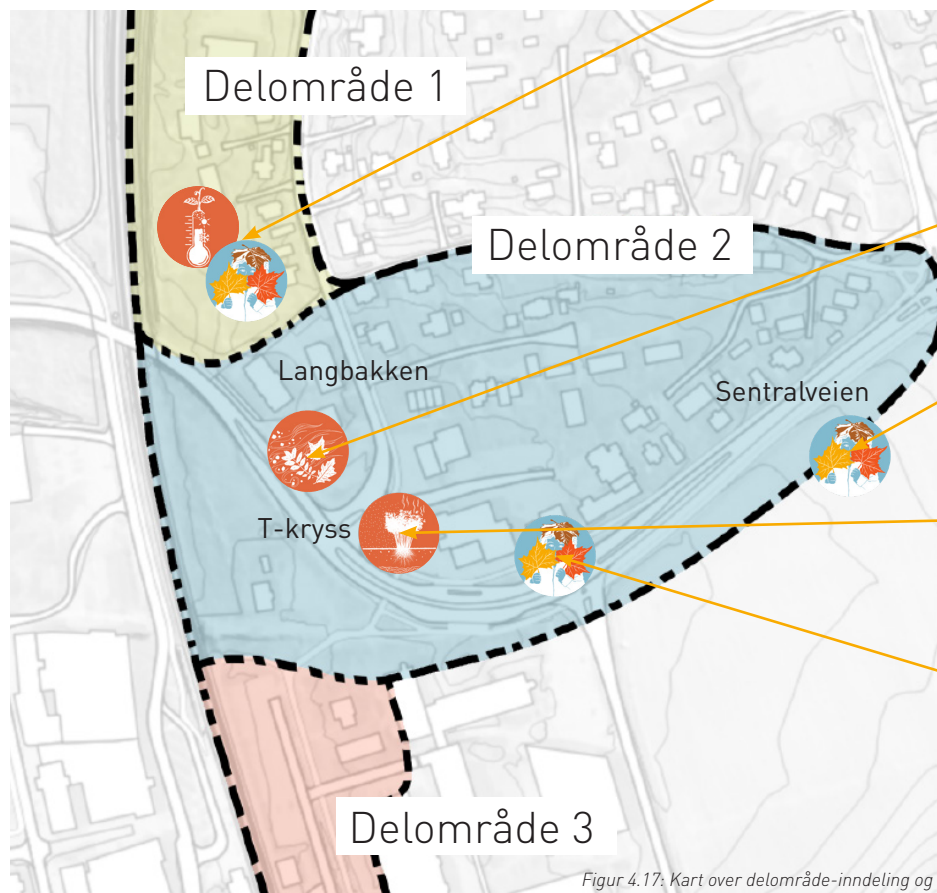 Delområde 1
Delområde 2
Langbakken
Sentralveien
T-kryss
Delområde 3
Figur 4.17: Kart over delområde-inndeling og